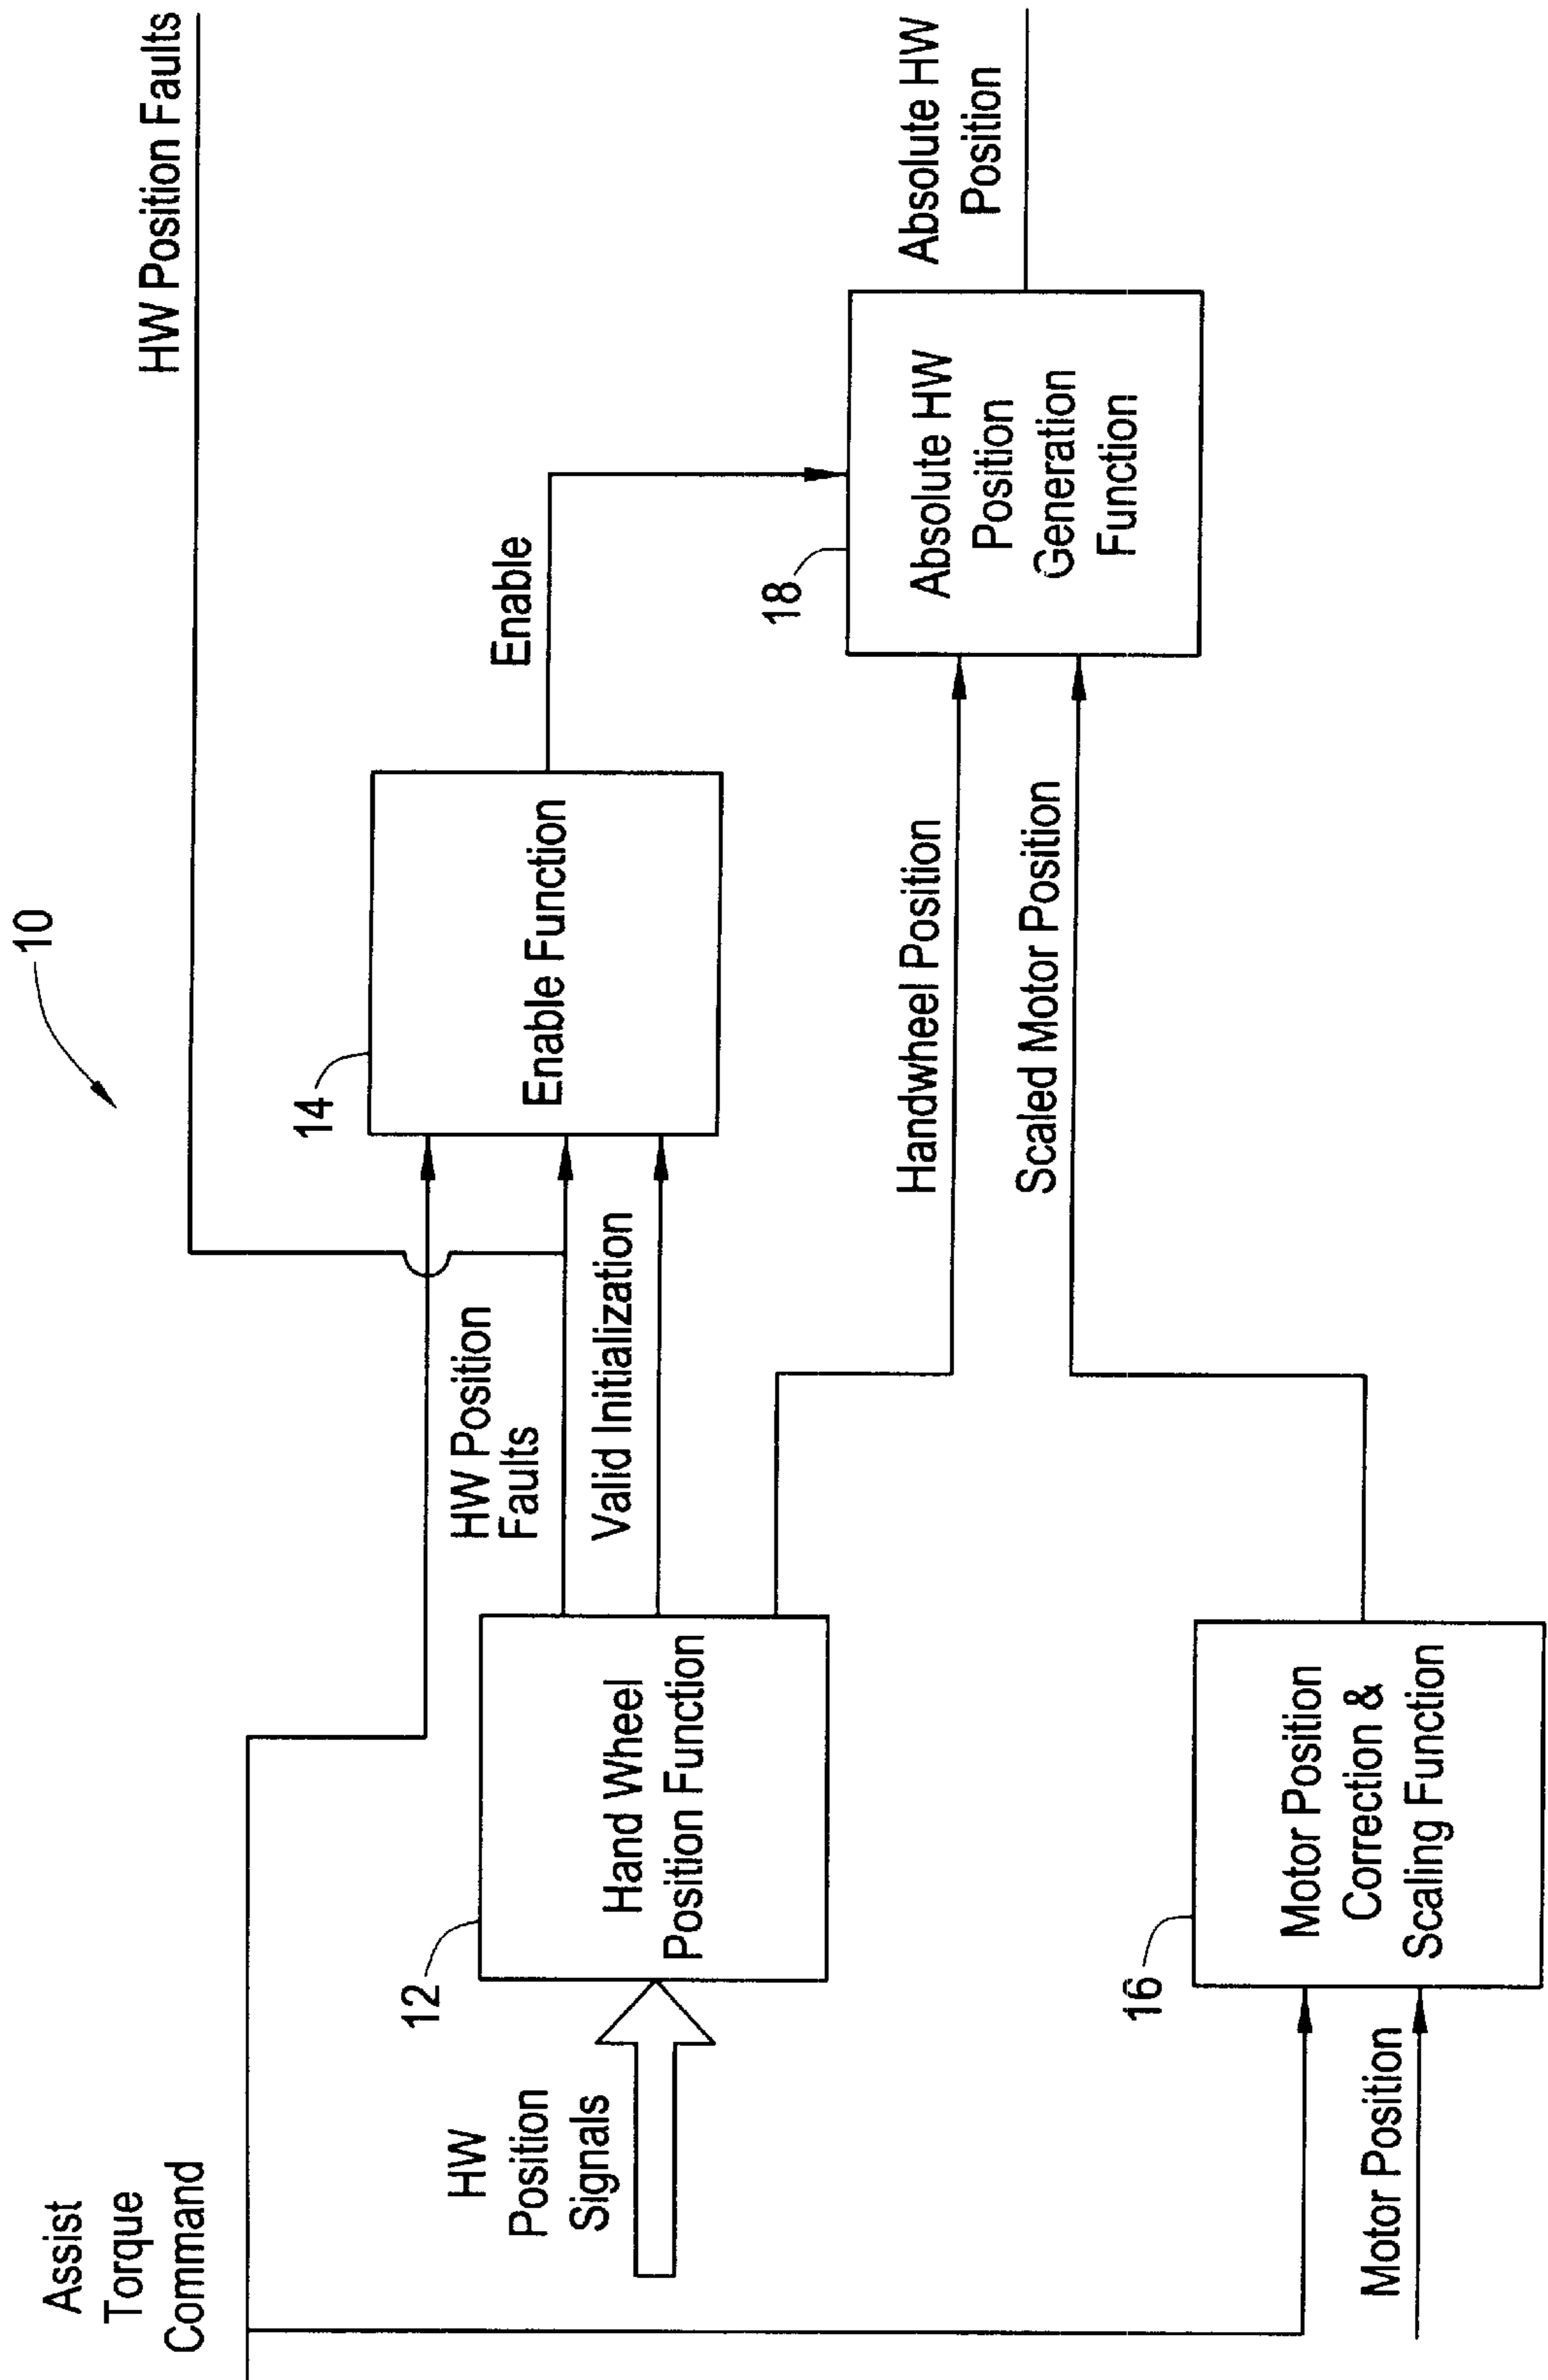 10
HW Position Faults
Assist
Torque
Command
14
Enable Function
Enable
HW Position
Faults
Valid Initialization
HW
Position
Signals
12
Hand Wheel
Position Function
Handwheel Position
Scaled Motor Position
18
Absolute HW
Position
Generation
Function
Absolute HW
Position
Motor Position
16
Motor Position
Correction &
Scaling Function